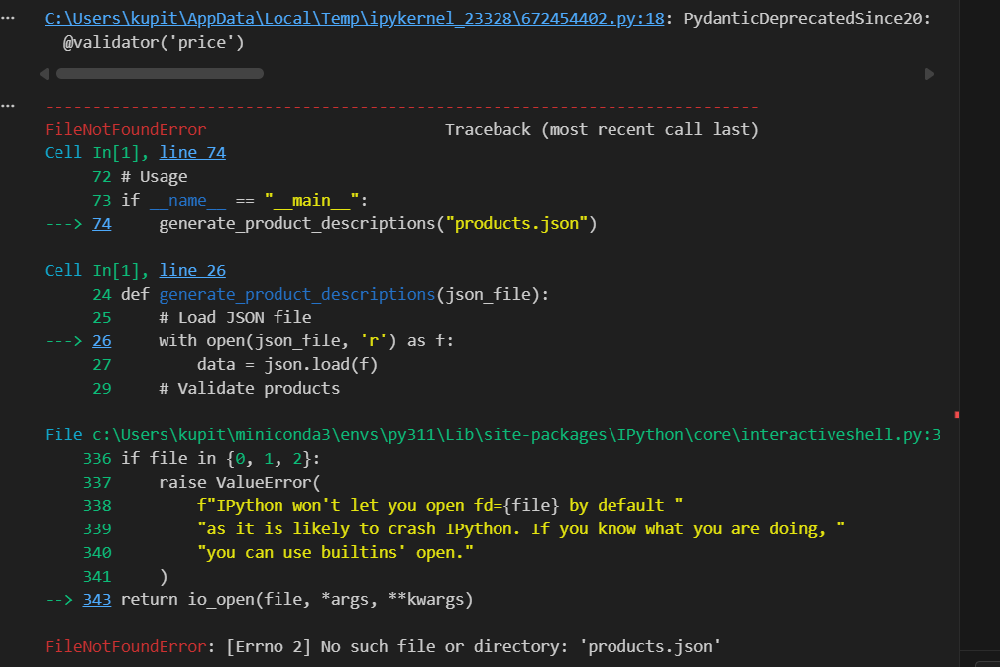 C:\Users\kupit\AppData\Local\Temp\ipykernel_23328\672454402.py:18: PydanticDeprecatedSince20:
@validator('price')
---------------------------------------------------------------------------
FileNotFoundError                         Traceback (most recent call last)
Cell In[1], line 74
     72 # Usage
     73 if __name__ == "__main__":
---> 74     generate_product_descriptions("products.json")

Cell In[1], line 26
     24 def generate_product_descriptions(json_file):
     25     # Load JSON file
---> 26     with open(json_file, 'r') as f:
     27         data = json.load(f)
     29     # Validate products

File c:\Users\kupit\miniconda3\envs\py311\Lib\site-packages\IPython\core\interactiveshell.py:3
    336 if file in {0, 1, 2}:
    337     raise ValueError(
    338         f"IPython won't let you open fd={file} by default "
    339         "as it is likely to crash IPython. If you know what you are doing, "
    340         "you can use builtins' open."
    341     )
--> 343 return io_open(file, *args, **kwargs)

FileNotFoundError: [Errno 2] No such file or directory: 'products.json'